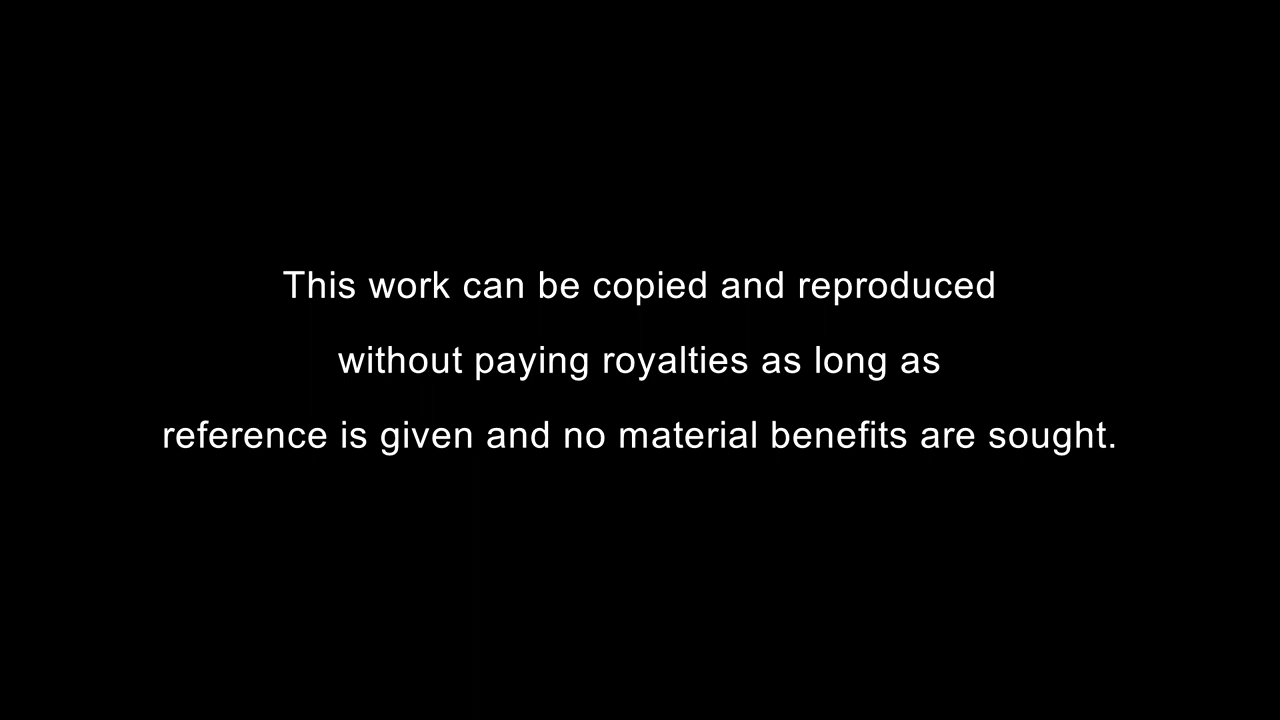 This work can be copied and reproduced
without paying royalties as long as
reference is given and no material benefits are sought.